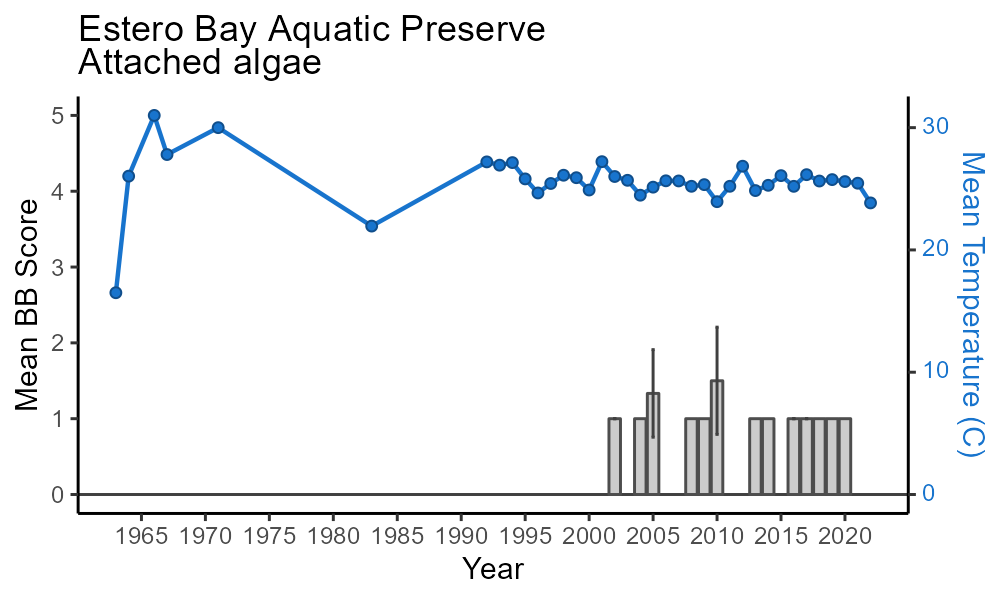 Estero Bay Aquatic Preserve
Attached algae
5
4
3
2
1
0
Mean BB Score
30
20
10
0
Mean Temperature (C)
1965 1970 1975 1980 1985 1990 1995 2000 2005 2010 2015 2020
Year